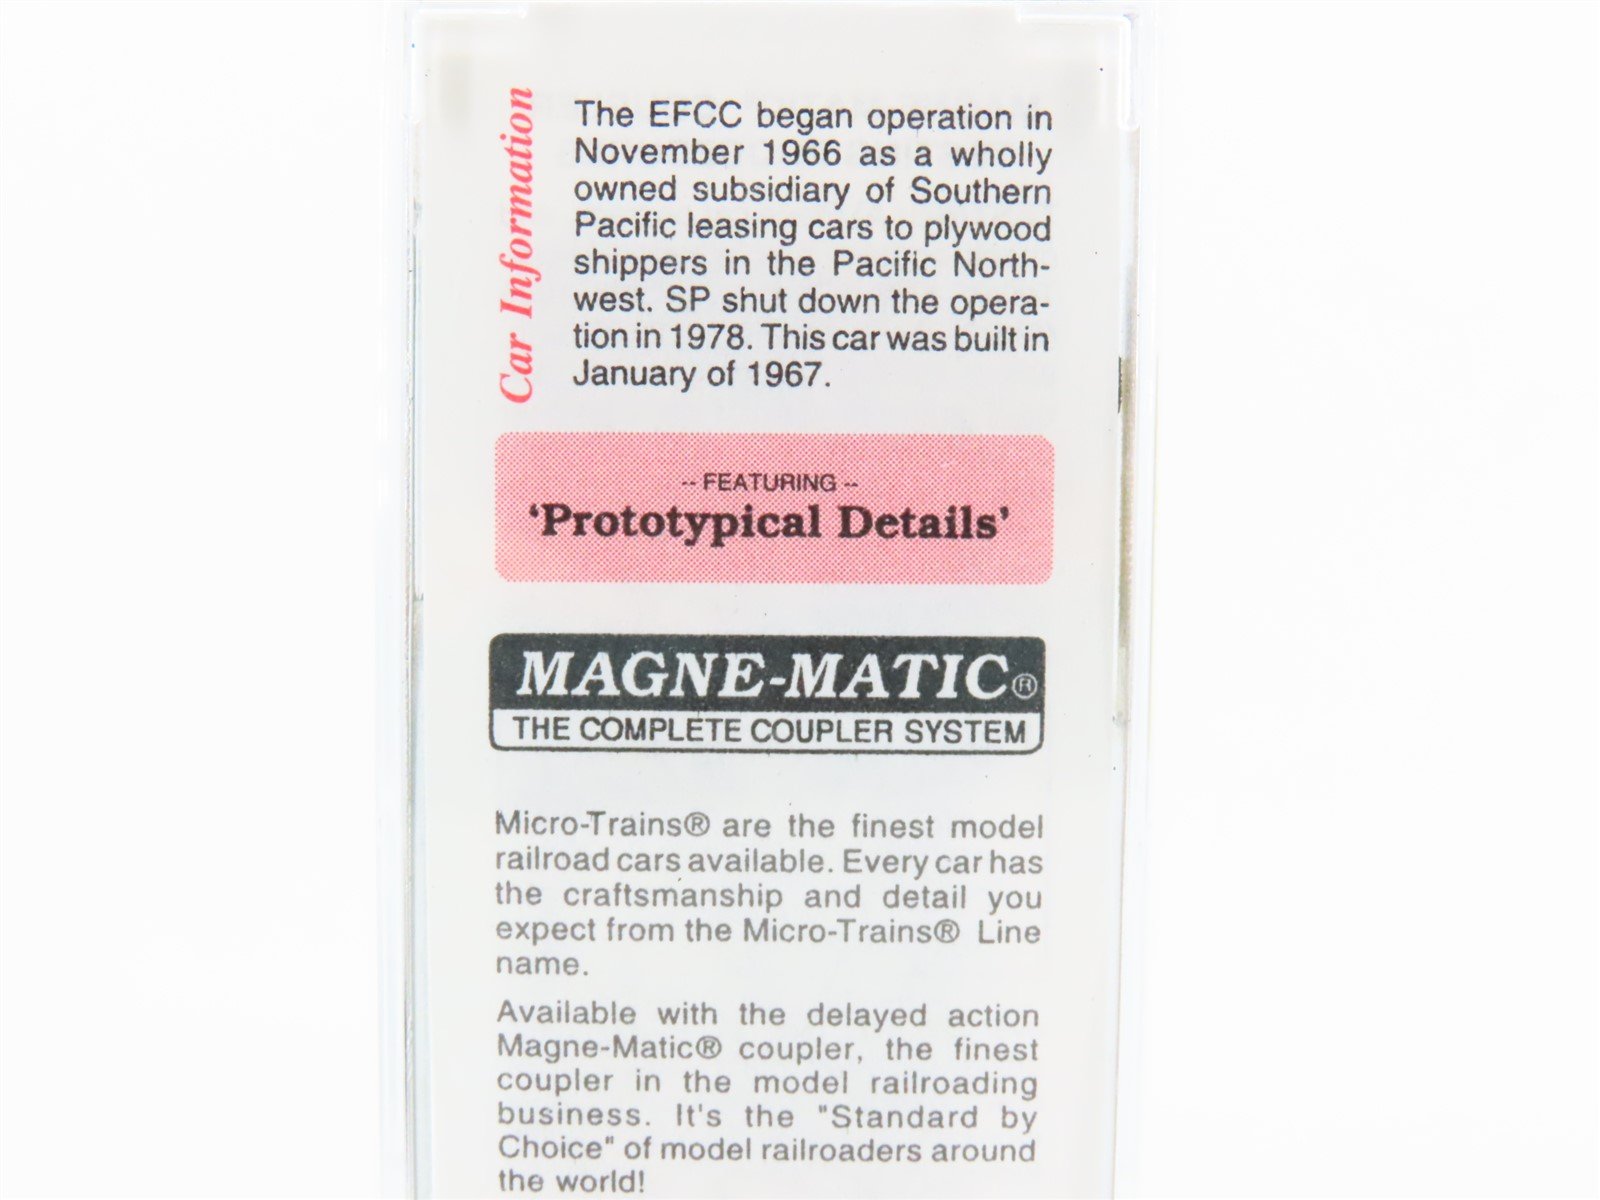 Car Information
The EFCC began operation in
November 1966 as a wholly
owned subsidiary of Southern
Pacific leasing cars to plywood
shippers in the Pacific North-
west. SP shut down the opera-
tion in 1978. This car was built in
January of 1967.
-- FEATURING --
'Prototypical Details'
MAGNE-MATIC®
THE COMPLETE COUPLER SYSTEM
Micro-Trains® are the finest model
railroad cars available. Every car has
the craftsmanship and detail you
expect from the Micro-Trains® Line
name.
Available with the delayed action
Magne-Matic® coupler, the finest
coupler in the model railroading
business. It's the "Standard by
Choice" of model railroaders around
the world!